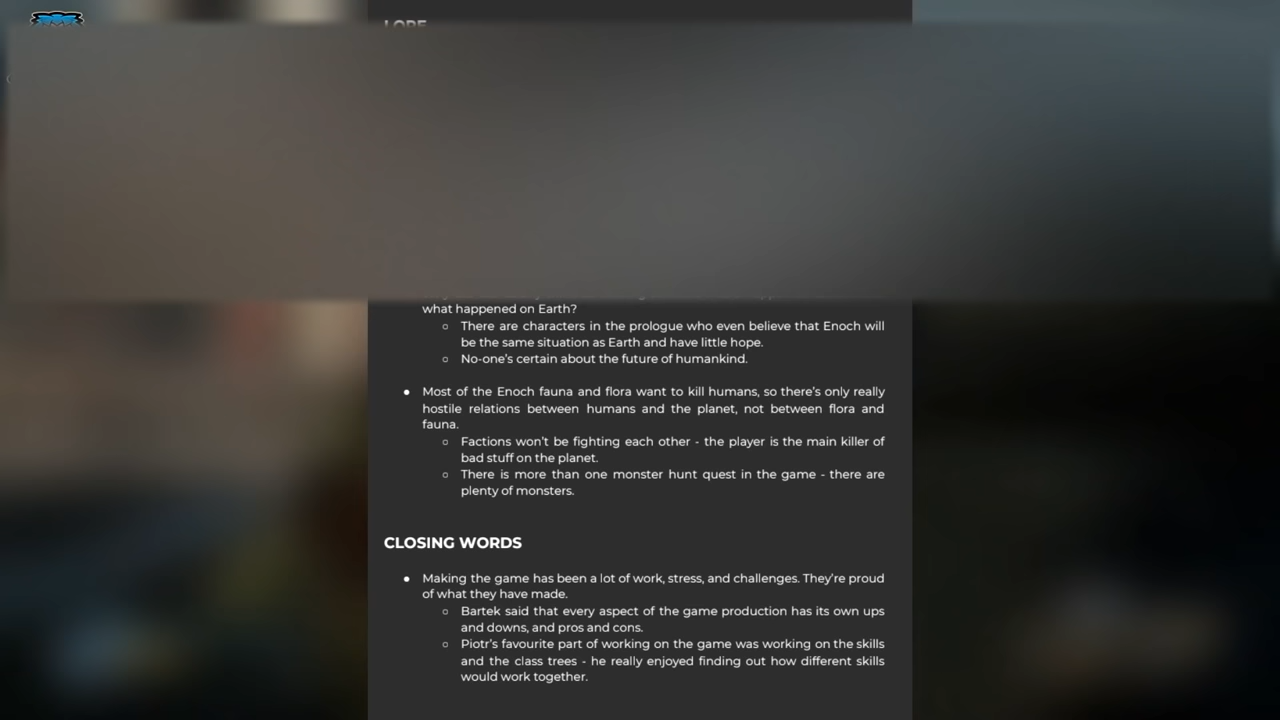 LORE
what happened on Earth?
○ There are characters in the prologue who even believe that Enoch will
be the same situation as Earth and have little hope.
○ No-one's certain about the future of humankind.
● Most of the Enoch fauna and flora want to kill humans, so there's only really
hostile relations between humans and the planet, not between flora and
fauna.
○ Factions won't be fighting each other - the player is the main killer of
bad stuff on the planet.
○ There is more than one monster hunt quest in the game - there are
plenty of monsters.
CLOSING WORDS
● Making the game has been a lot of work, stress, and challenges. They're proud
of what they have made.
○ Bartek said that every aspect of the game production has its own ups
and downs, and pros and cons.
○ Piotr's favourite part of working on the game was working on the skills
and the class trees - he really enjoyed finding out how different skills
would work together.